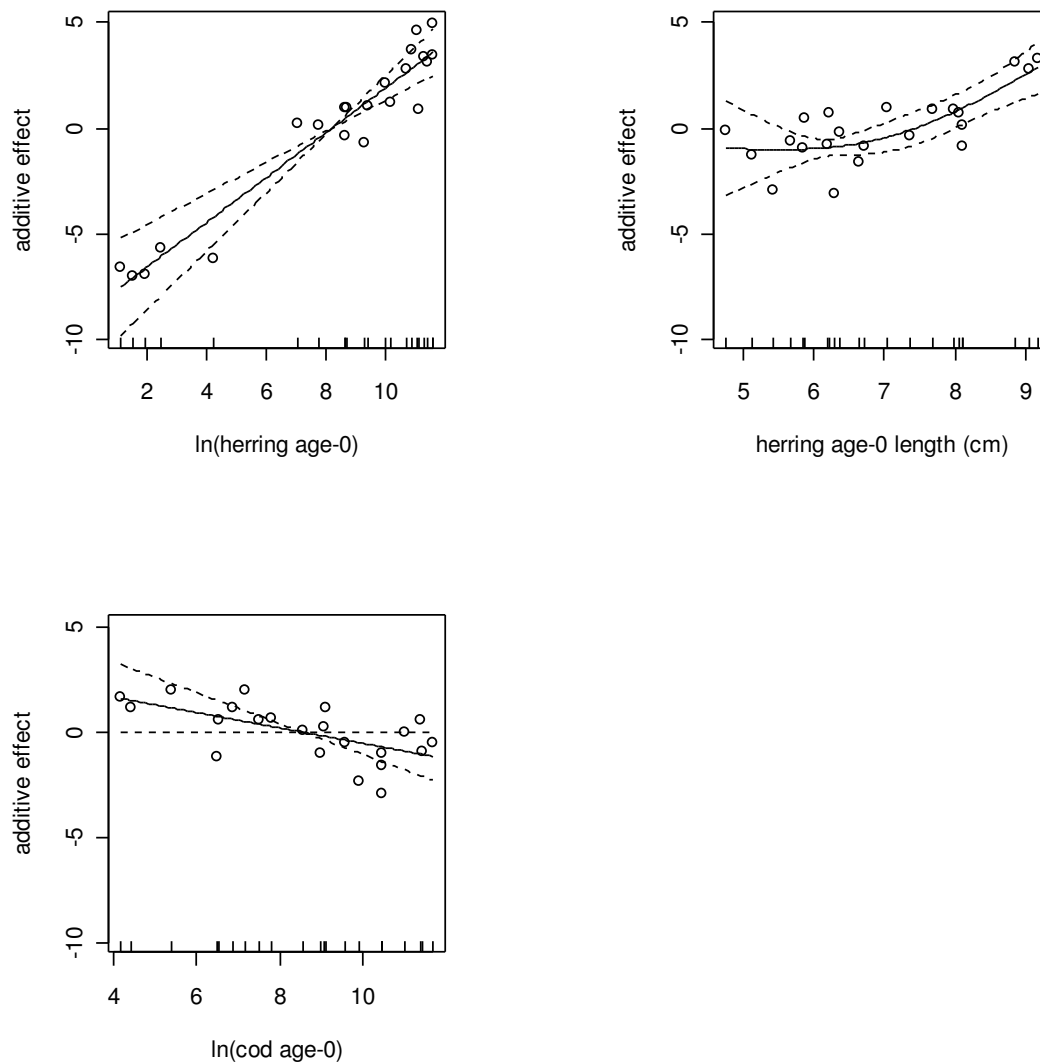 5
0
-5
-10
additive effect
2 4 6 8 10
ln(herring age-0)
5
0
-5
-10
additive effect
5 6 7 8 9
herring age-0 length (cm)
5
0
-5
-10
additive effect
4 6 8 10
ln(cod age-0)